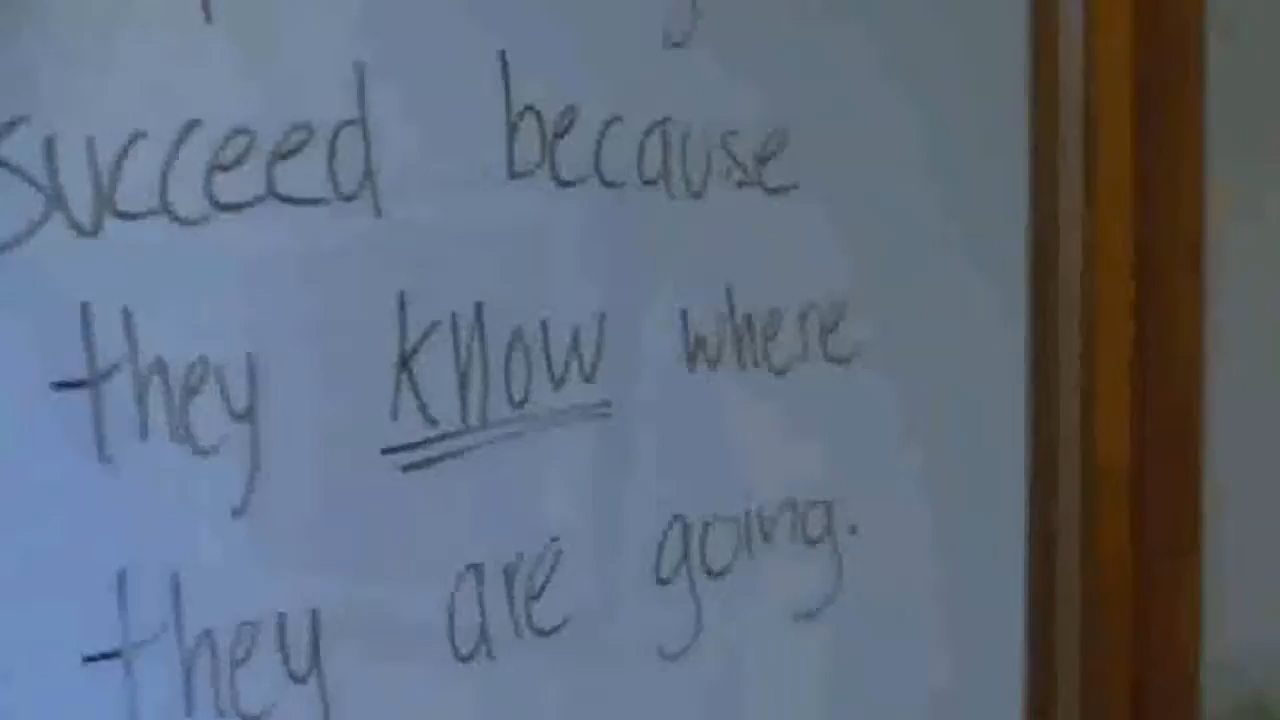 succeed because
they know where
they are going.